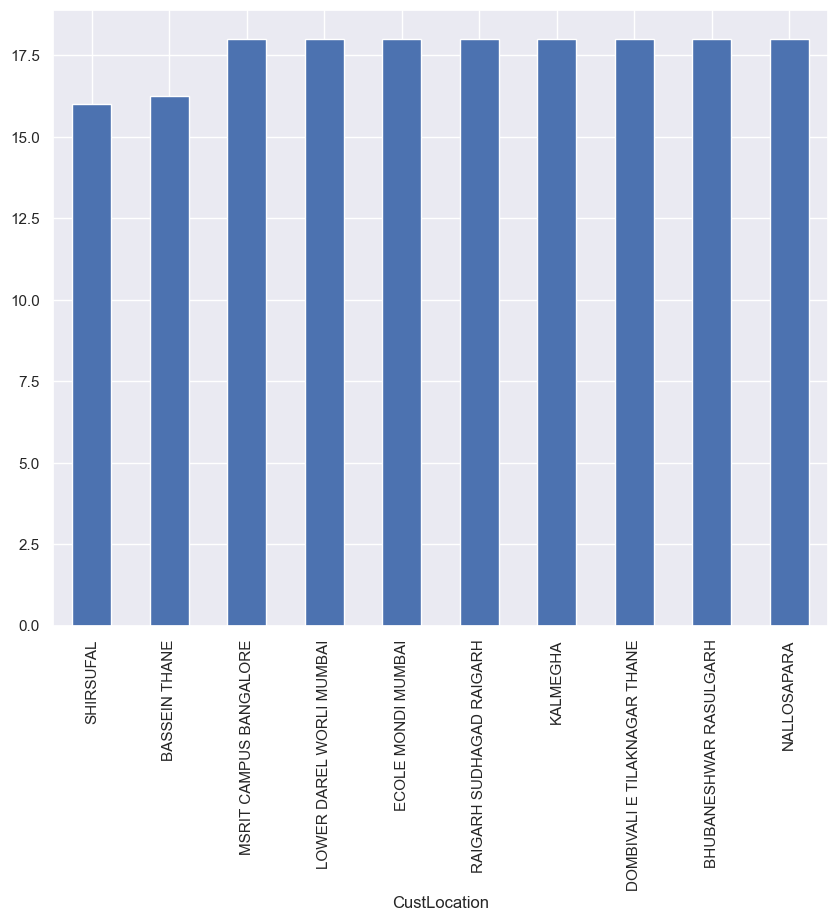 17.5
15.0
12.5
10.0
7.5
5.0
2.5
0.0
SHIRSUFAL
BASSEIN THANE
MSRIT CAMPUS BANGALORE
LOWER DAREL WORLI MUMBAI
ECOLE MONDI MUMBAI
RAIGARH SUDHAGAD RAIGARH
KALMEGHA
DOMBIVALI E TILAKNAGAR THANE
BHUBANESHWAR RASULGARH
NALLOSAPARA
CustLocation